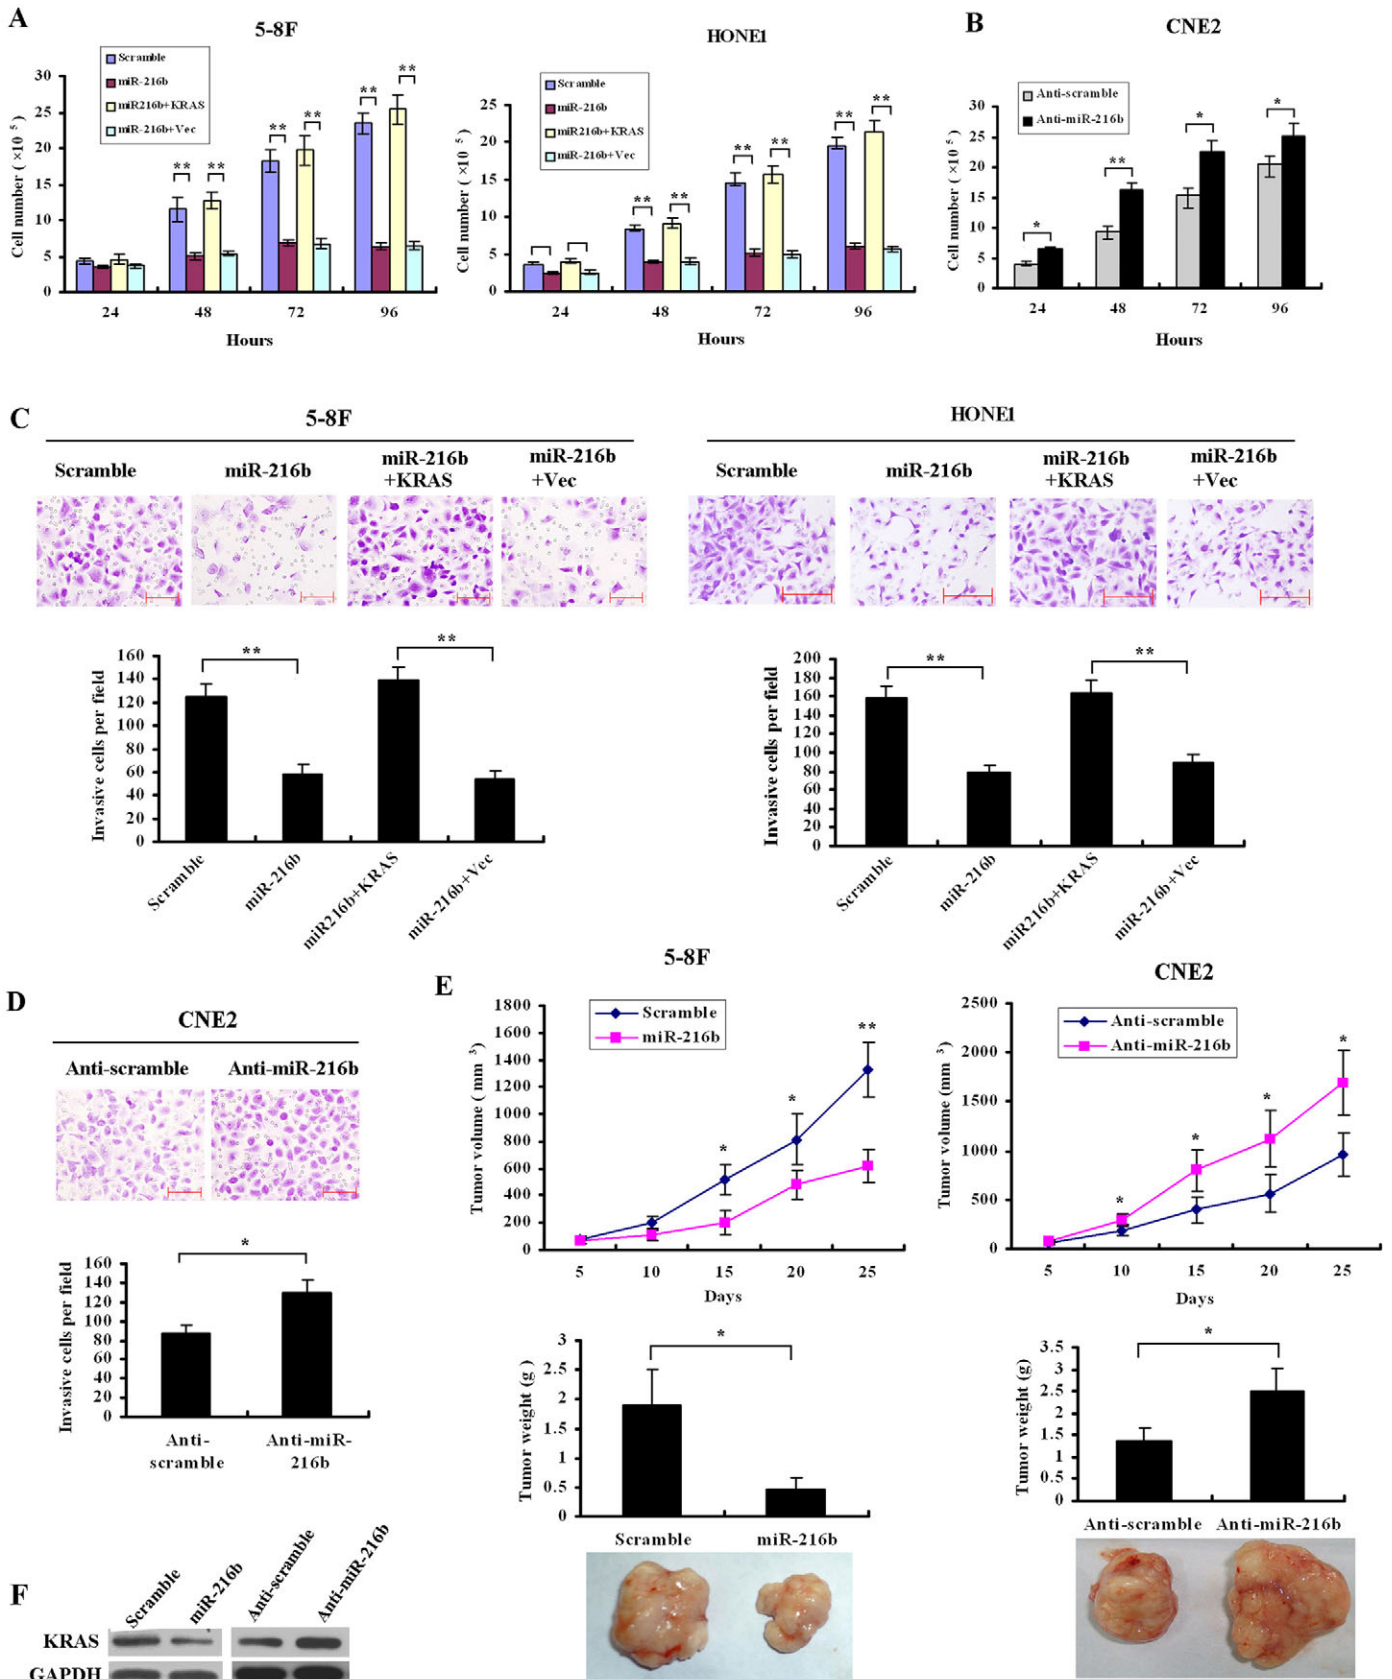 A
5-8F
Scramble
miR-216b
miR216b+KRAS
miR-216b+Vec
Cell number ( ×10 5)
30
25
20
15
10
5
0
** ** ** ** ** **
24 48 72 96
Hours
HONE1
Scramble
miR-216b
miR216b+KRAS
miR-216b+Vec
Cell number ( ×10 5)
25
20
15
10
5
0
** ** ** ** ** **
24 48 72 96
Hours
B
CNE2
Anti-scramble
Anti-miR-216b
Cell number ( ×10 5)
30
25
20
15
10
5
0
* ** * *
24 48 72 96
Hours
C
5-8F
Scramble miR-216b miR-216b +KRAS miR-216b +Vec
Invasive cells per field
160
140
120
100
80
60
40
20
0
** **
Scramble miR-216b miR216b+KRAS miR-216b+Vec
HONE1
Scramble miR-216b miR-216b +KRAS miR-216b +Vec
Invasive cells per field
200
180
160
140
120
100
80
60
40
20
0
** **
Scramble miR-216b miR216b+KRAS miR-216b+Vec
D
CNE2
Anti-scramble Anti-miR-216b
Invasive cells per field
160
140
120
100
80
60
40
20
0
*
Anti-scramble Anti-miR-216b
E
5-8F
Scramble
miR-216b
Tumor volume ( mm 3)
1800
1600
1400
1200
1000
800
600
400
200
0
* * **
5 10 15 20 25
Days
CNE2
Anti-scramble
Anti-miR-216b
Tumor volume (mm 3)
2500
2000
1500
1000
500
0
* * * *
5 10 15 20 25
Days
Tumor weight (g)
3
2.5
2
1.5
1
0.5
0
*
Scramble miR-216b
Tumor weight (g)
3.5
3
2.5
2
1.5
1
0.5
0
*
Anti-scramble Anti-miR-216b
F
Scramble miR-216b Anti-scramble Anti-miR-216b
KRAS
GAPDH